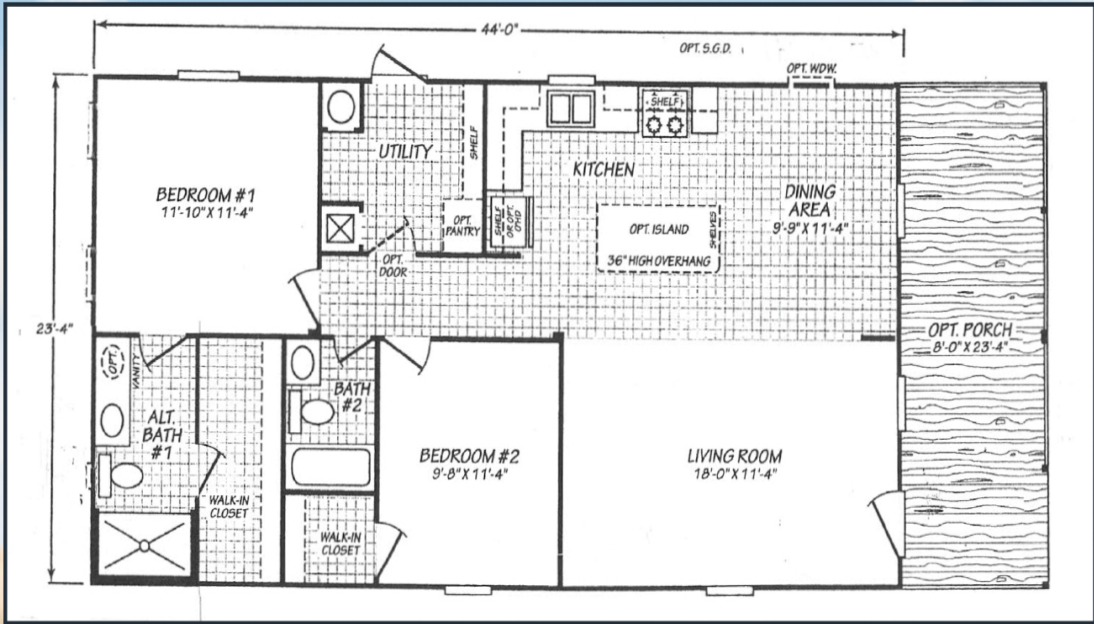 44'-0"
OPT. S.G.D.
OPT. WDW.
SHELF
UTILITY
SHELF
KITCHEN
BEDROOM #1
11'-10" X 11'-4"
DINING
AREA
9'-9" X 11'-4"
OPT.
PANTRY
SHELF
OR OPT.
O'HD
OPT. ISLAND
SHELVES
36" HIGH OVERHANG
OPT.
DOOR
23'-4"
OPT. PORCH
8'-0" X 23'-4"
OPT.
VANITY
BATH
#2
ALT.
BATH
#1
BEDROOM #2
9'-8" X 11'-4"
LIVING ROOM
18'-0" X 11'-4"
WALK-IN
CLOSET
WALK-IN
CLOSET